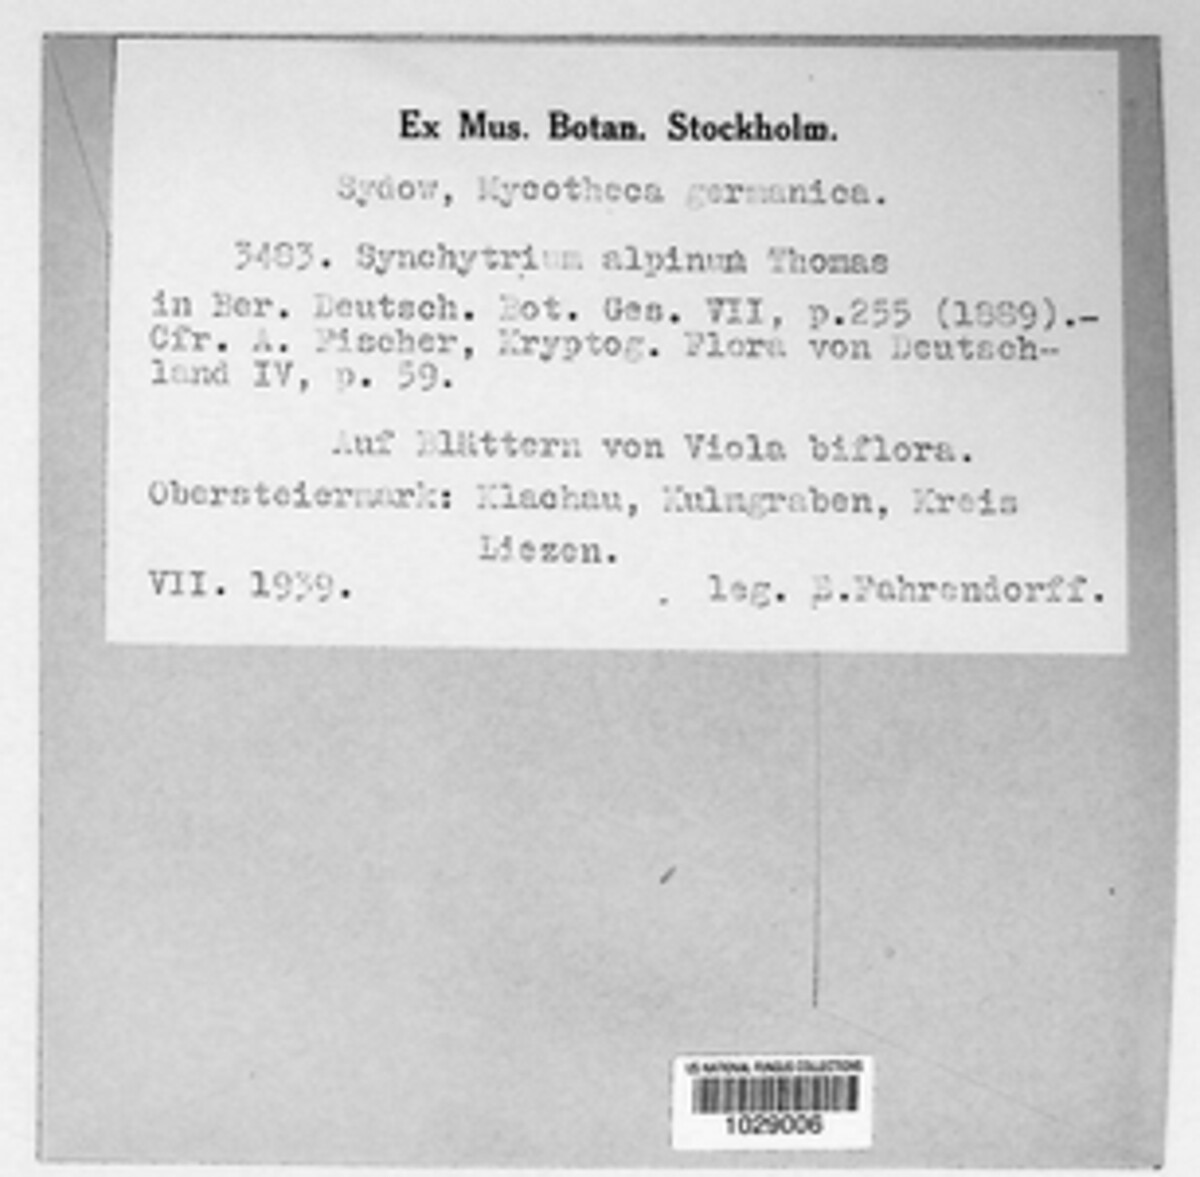 Ex Mus. Botan. Stockholm.
Sydow, Mycotheca germanica.
3483. Synchytrium alpinum Thomas
in Ber. Deutsch. Bot. Ges. VII, p.255 (1889).-
Cfr. A. Fischer, Kryptog. Flora von Deutsch-
land IV, p. 59.
Auf Blättern von Viola biflora.
Obersteiermark: Klachau, Kulmgraben, Kreis
Liezen.
VII. 1939.
leg. E.Fahrendorff.
US NATIONAL FUNGUS COLLECTIONS
1029006